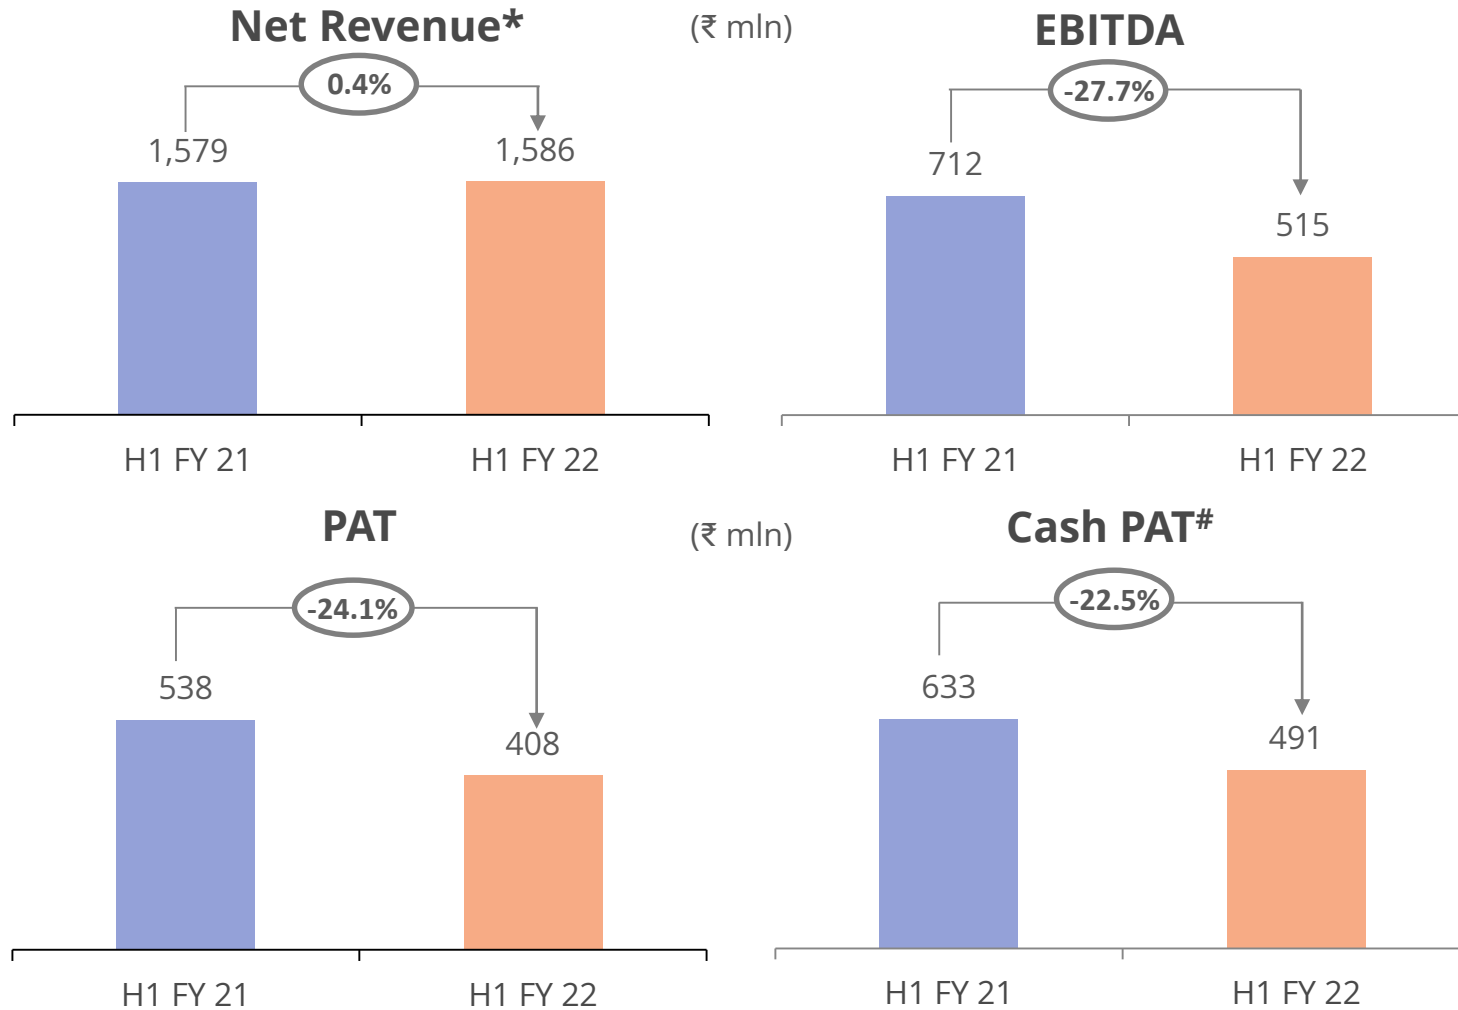 Net Revenue*
(₹ mln)
0.4%
1,579
1,586
H1 FY 21
H1 FY 22
EBITDA
-27.7%
712
515
H1 FY 21
H1 FY 22
PAT
(₹ mln)
-24.1%
538
408
H1 FY 21
H1 FY 22
Cash PAT#
-22.5%
633
491
H1 FY 21
H1 FY 22